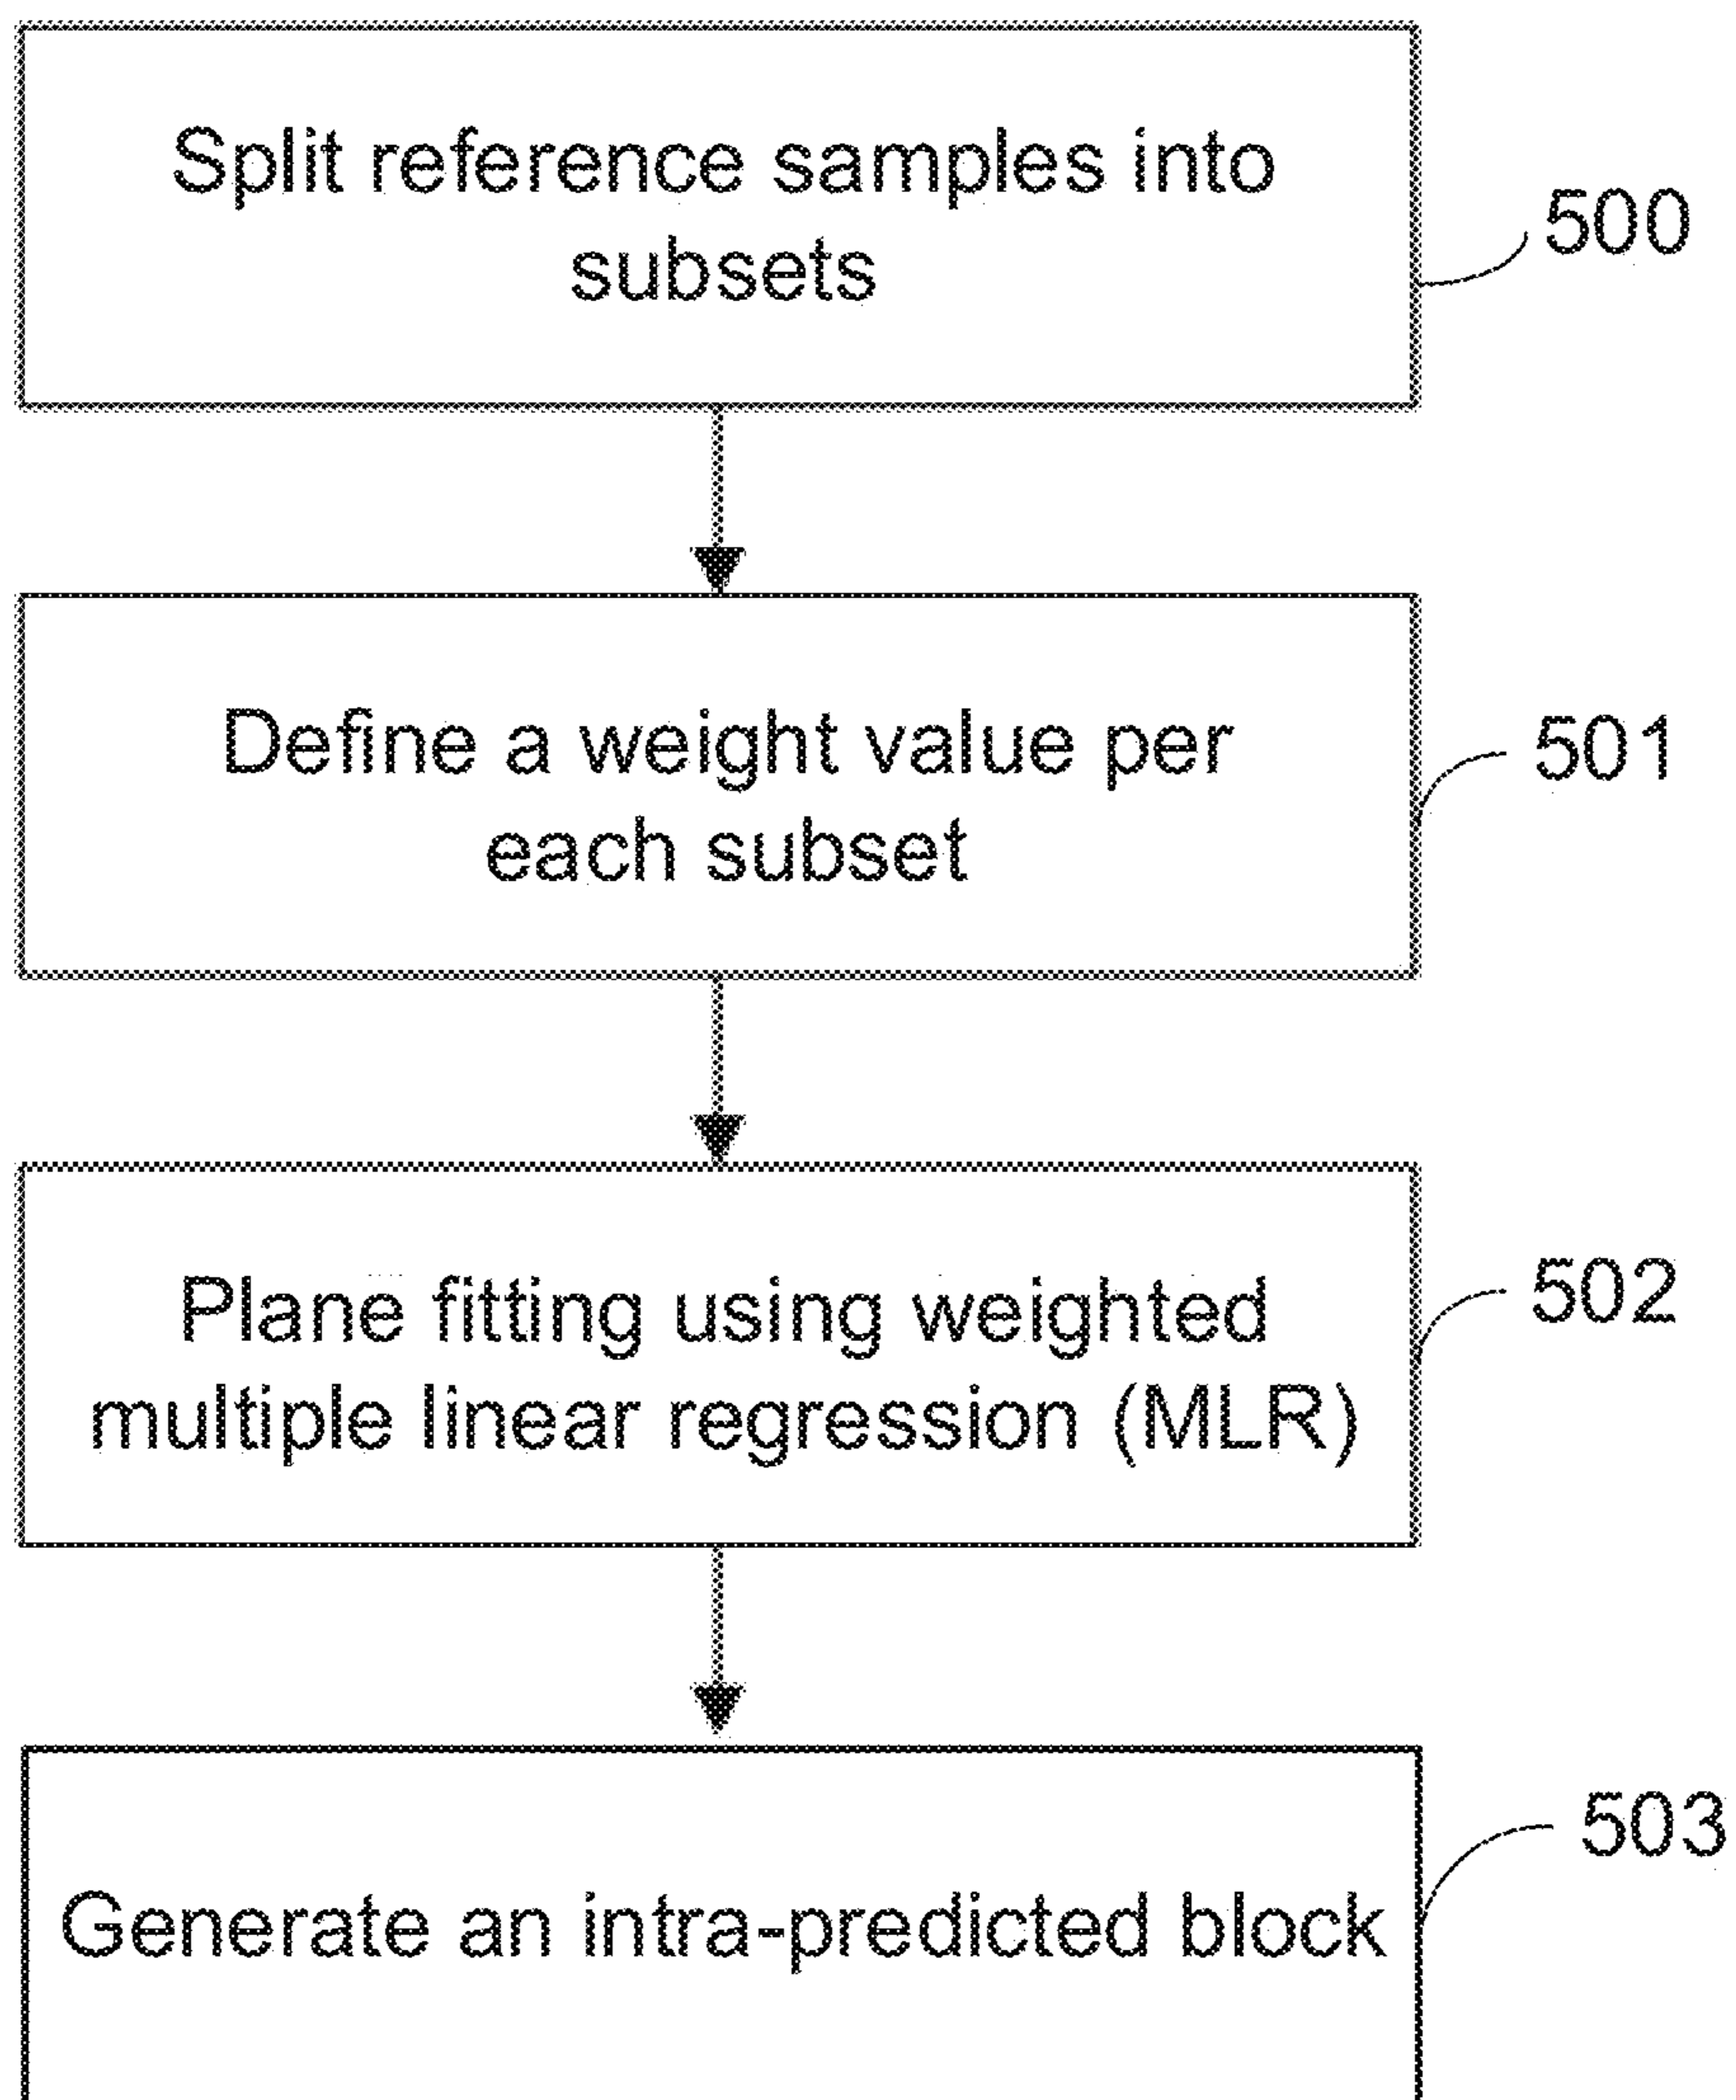 Split reference samples into
subsets
500
Define a weight value per
each subset
501
Plane fitting using weighted
multiple linear regression (MLR)
502
Generate an intra-predicted block
503